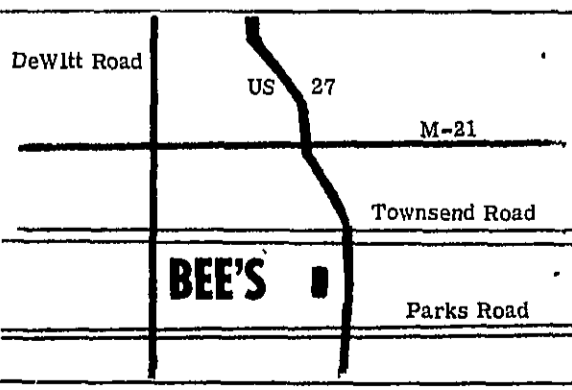 DeWitt Road
US 27
M-21
Townsend Road
BEE'S
Parks Road